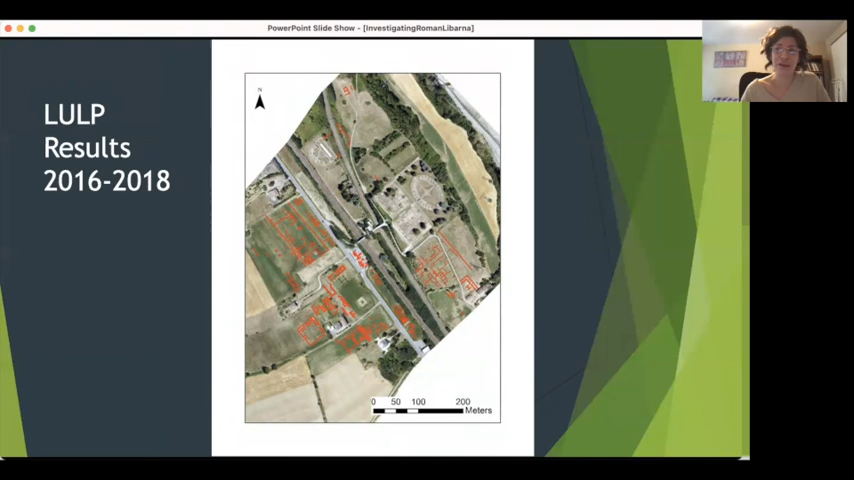 PowerPoint Slide Show - [InvestigatingRomanLibarna]
LULP
Results
2016-2018
N
0 50 100 200
Meters